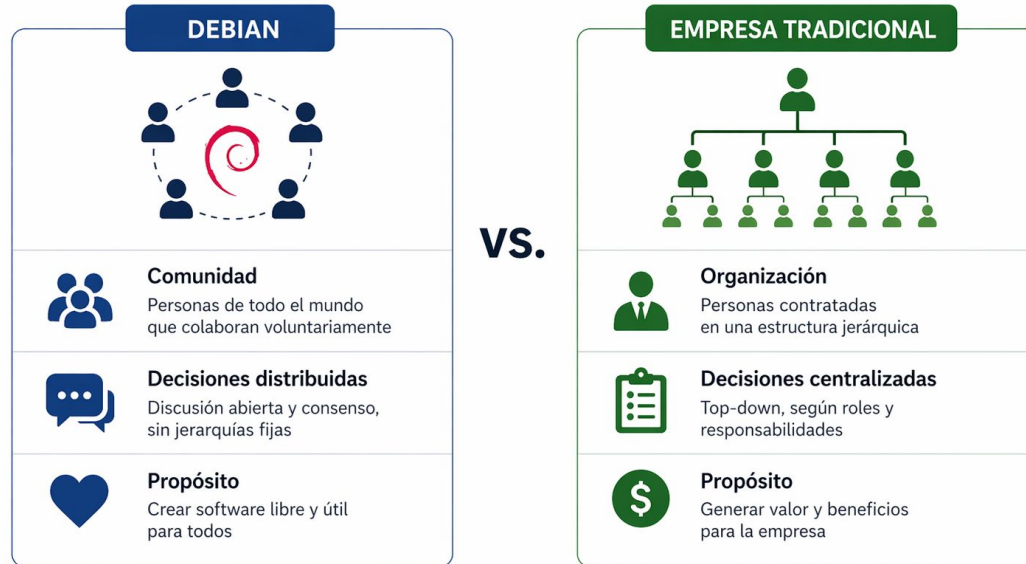 DEBIAN
Comunidad
Personas de todo el mundo
que colaboran voluntariamente
Decisiones distribuidas
Discusión abierta y consenso,
sin jerarquías fijas
Propósito
Crear software libre y útil
para todos
vs.
EMPRESA TRADICIONAL
Organización
Personas contratadas
en una estructura jerárquica
Decisiones centralizadas
Top-down, según roles y
responsabilidades
$
Propósito
Generar valor y beneficios
para la empresa